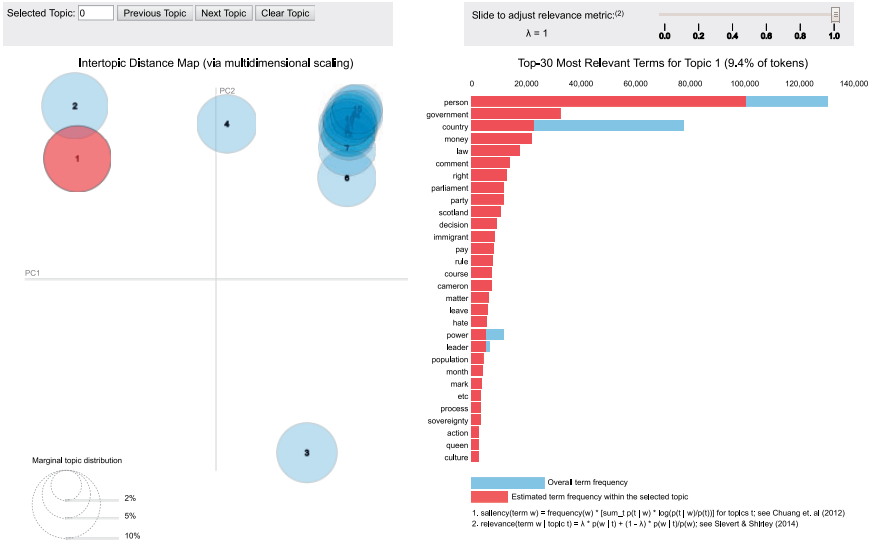 Selected Topic: 0 Previous Topic Next Topic Clear Topic
Slide to adjust relevance metric:(2)
λ = 1
0.0 0.2 0.4 0.6 0.8 1.0
Intertopic Distance Map (via multidimensional scaling)
PC2
PC1
2
1
4
7
6
3
Marginal topic distribution
2%
5%
10%
Top-30 Most Relevant Terms for Topic 1 (9.4% of tokens)
0 20,000 40,000 60,000 80,000 100,000 120,000 140,000
person
government
country
money
law
comment
right
parliament
party
scotland
decision
immigrant
pay
rule
course
cameron
matter
leave
hate
power
leader
population
month
mark
etc
process
sovereignty
action
queen
culture
Overall term frequency
Estimated term frequency within the selected topic
1. saliency(term w) = frequency(w) * [sum_t p(t | w) * log(p(t | w)/p(t))] for topics t; see Chuang et. al (2012)
2. relevance(term w | topic t) = λ * p(w | t) + (1 - λ) * p(w | t)/p(w); see Sievert & Shirley (2014)